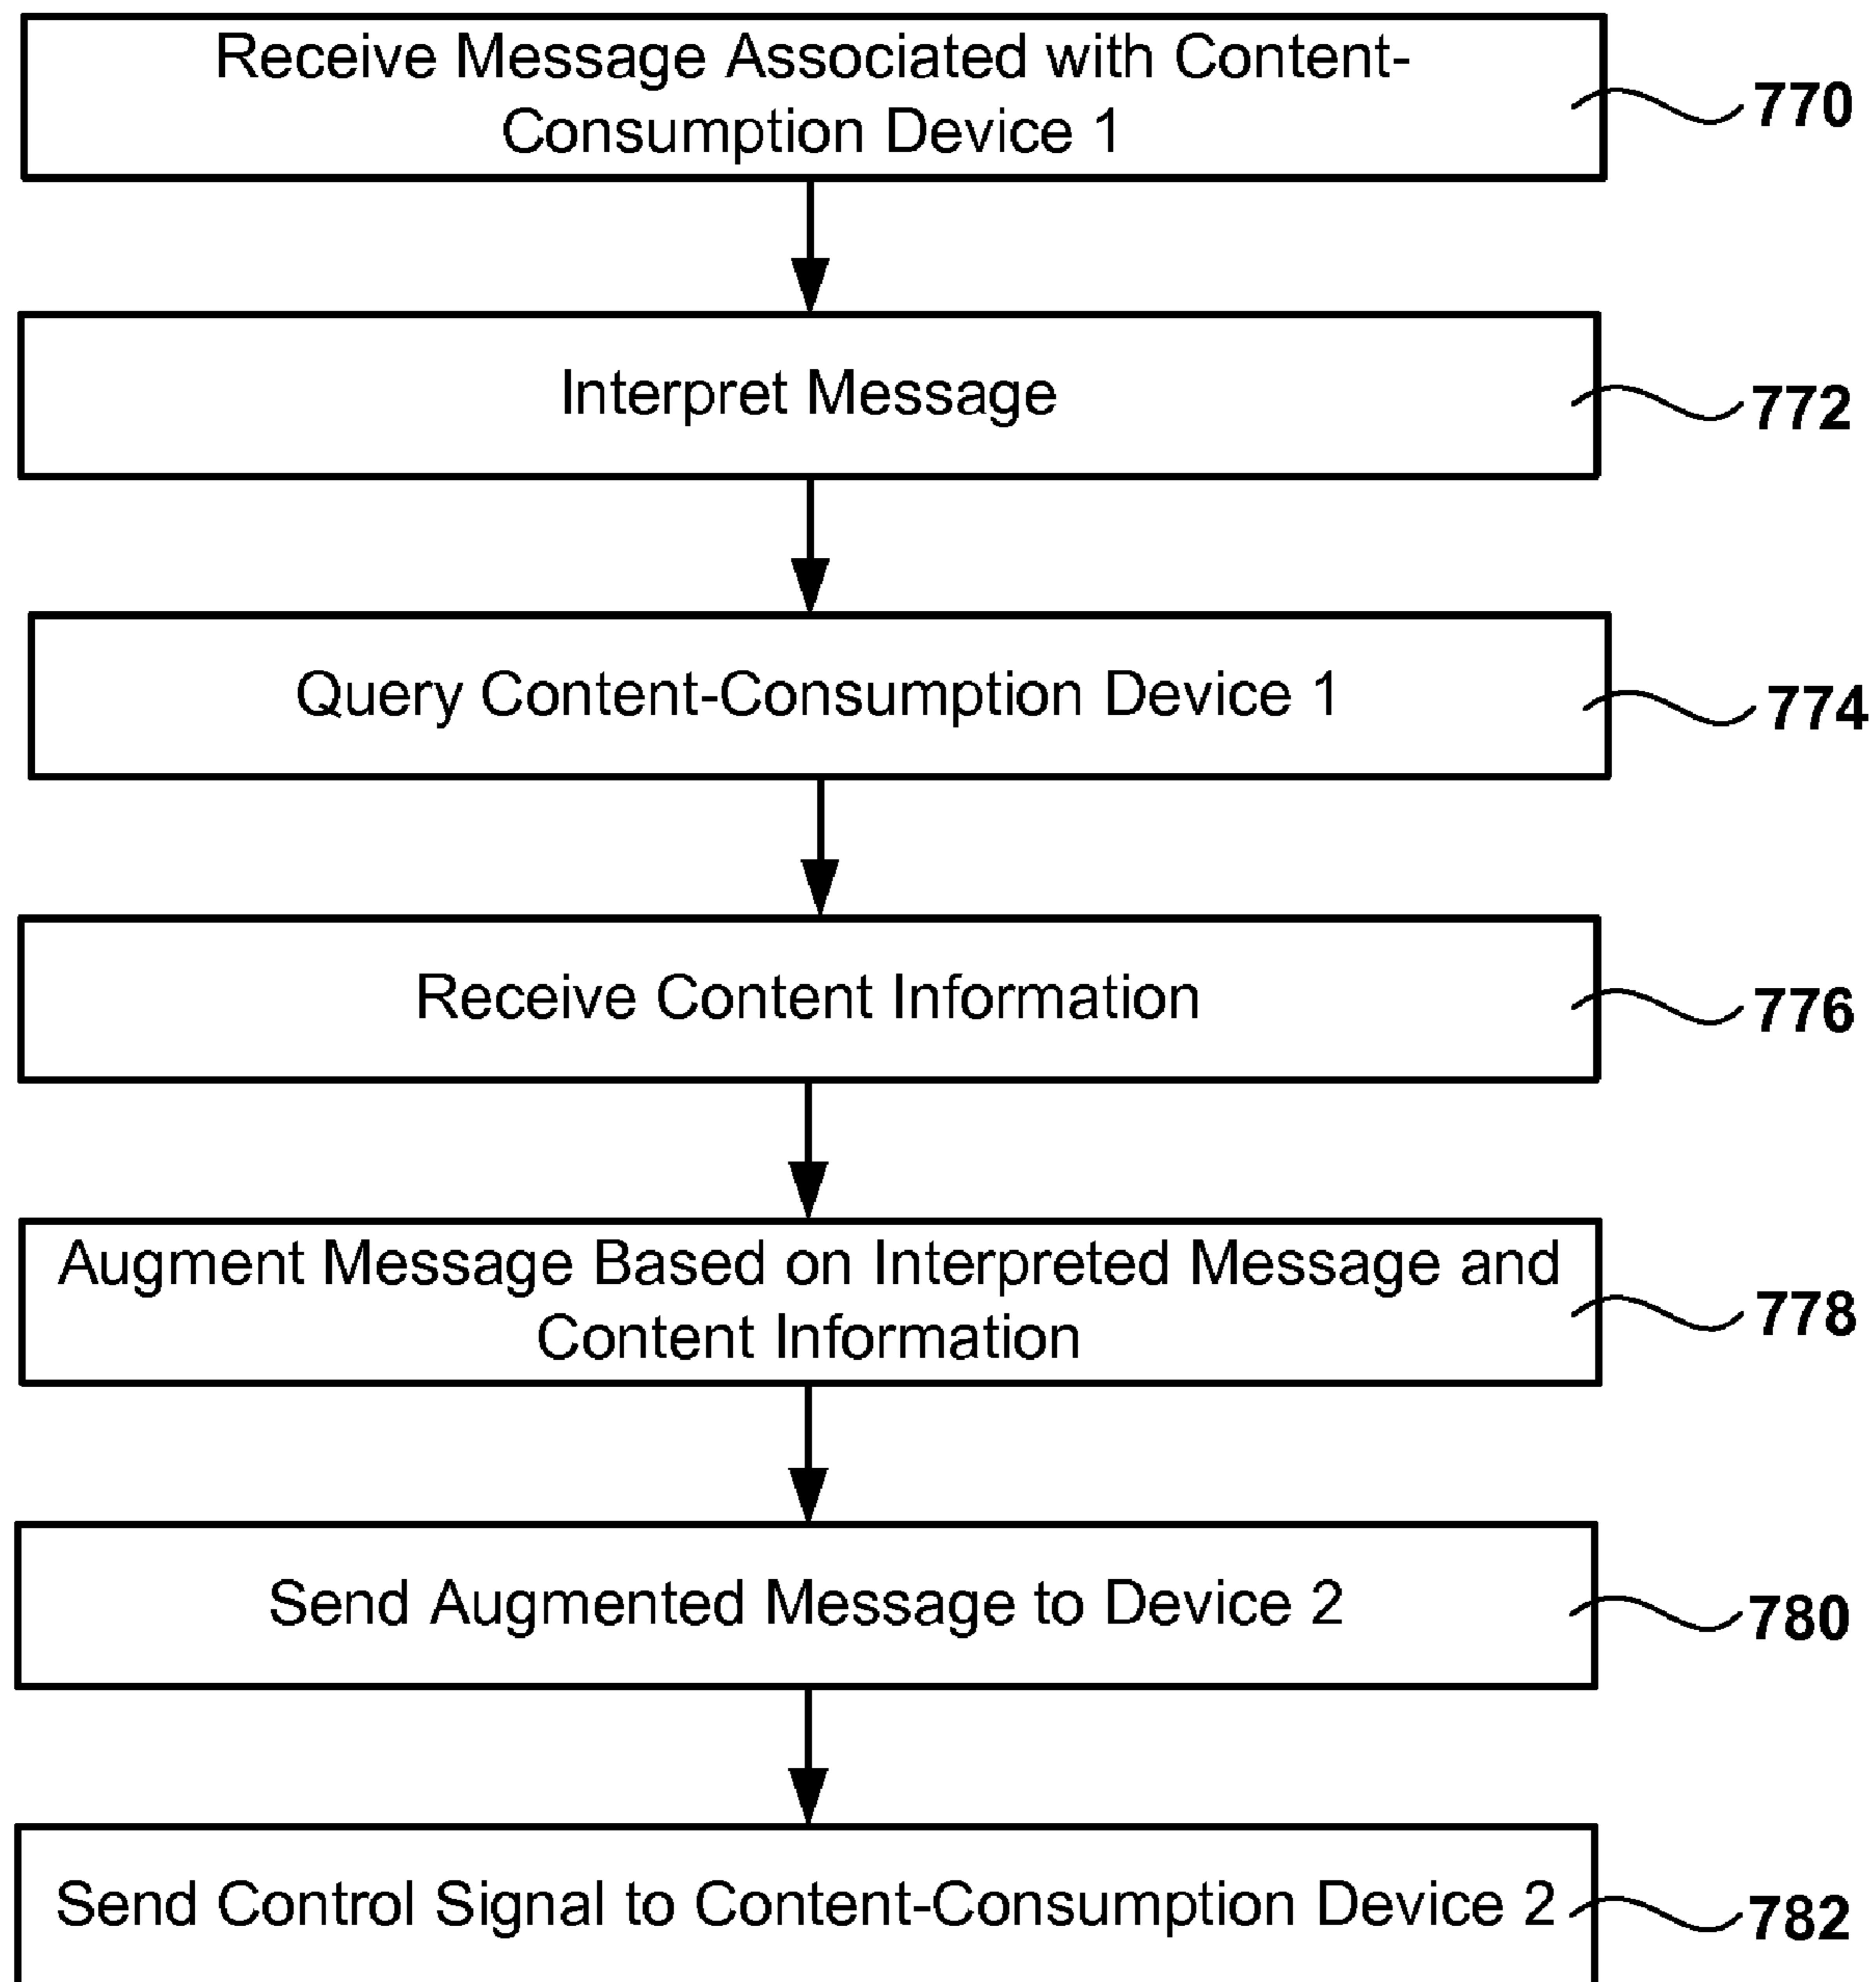 Receive Message Associated with Content-
Consumption Device 1
770
Interpret Message
772
Query Content-Consumption Device 1
774
Receive Content Information
776
Augment Message Based on Interpreted Message and
Content Information
778
Send Augmented Message to Device 2
780
Send Control Signal to Content-Consumption Device 2
782